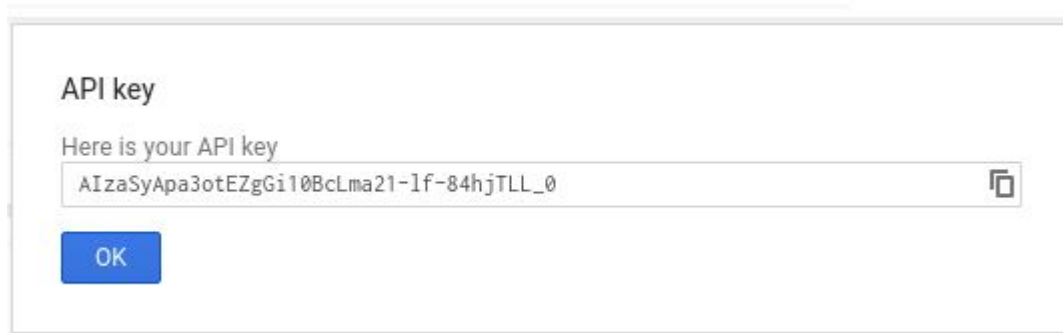 API key
Here is your API key
AIzaSyApa3otEZgGi10BcLma21-lf-84hjTLL_0
OK